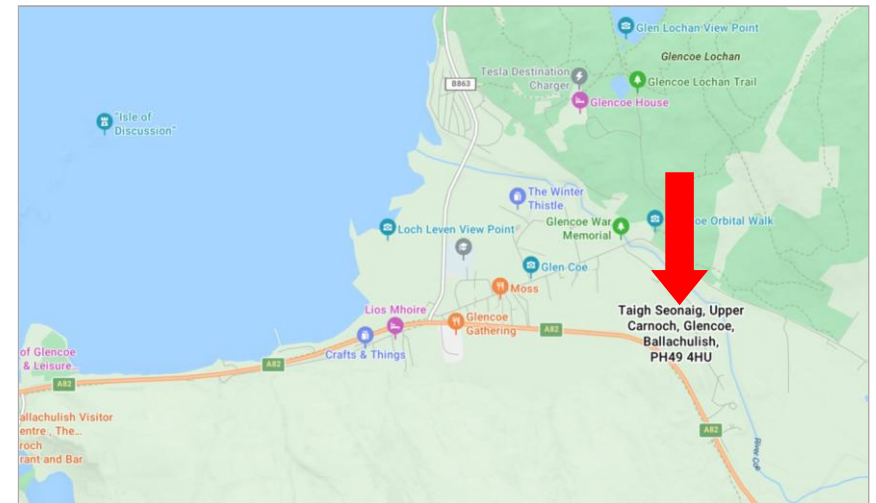 Glen Lochan View Point
Glencoe Lochan
Tesla Destination
Charger
Glencoe Lochan Trail
B863
Glencoe House
"Isle of
Discussion"
The Winter
Thistle
Glencoe War
Memorial
oe Orbital Walk
Loch Leven View Point
Glen Coe
Moss
Taigh Seonaig, Upper
Carnoch, Glencoe,
Ballachulish,
PH49 4HU
Lios Mhoire
Glencoe
Gathering
A82
Crafts & Things
A82
of Glencoe
& Leisure...
A82
allachulish Visitor
entre , The...
roch
rant and Bar
A82
River Coe